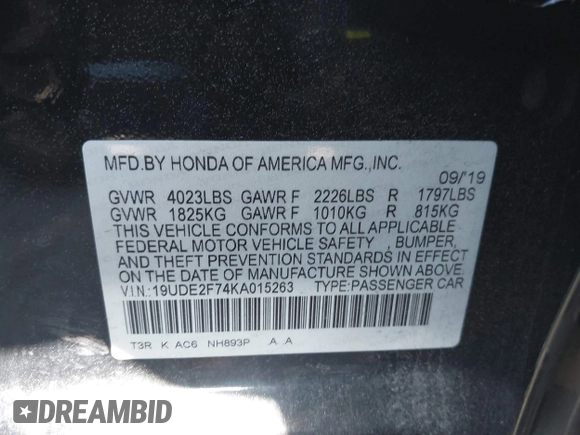 MFD.BY HONDA OF AMERICA MFG.,INC.
09/'19
GVWR 4023LBS GAWR F 2226LBS R 1797LBS
GVWR 1825KG GAWR F 1010KG R 815KG
THIS VEHICLE CONFORMS TO ALL APPLICABLE
FEDERAL MOTOR VEHICLE SAFETY , BUMPER,
AND THEFT PREVENTION STANDARDS IN EFFECT
ON THE DATE OF MANUFACTURE SHOWN ABOVE.
V.I.N.:19UDE2F74KA015263 TYPE:PASSENGER CAR
T3R K AC6 NH893P .A .A
DREAMBID